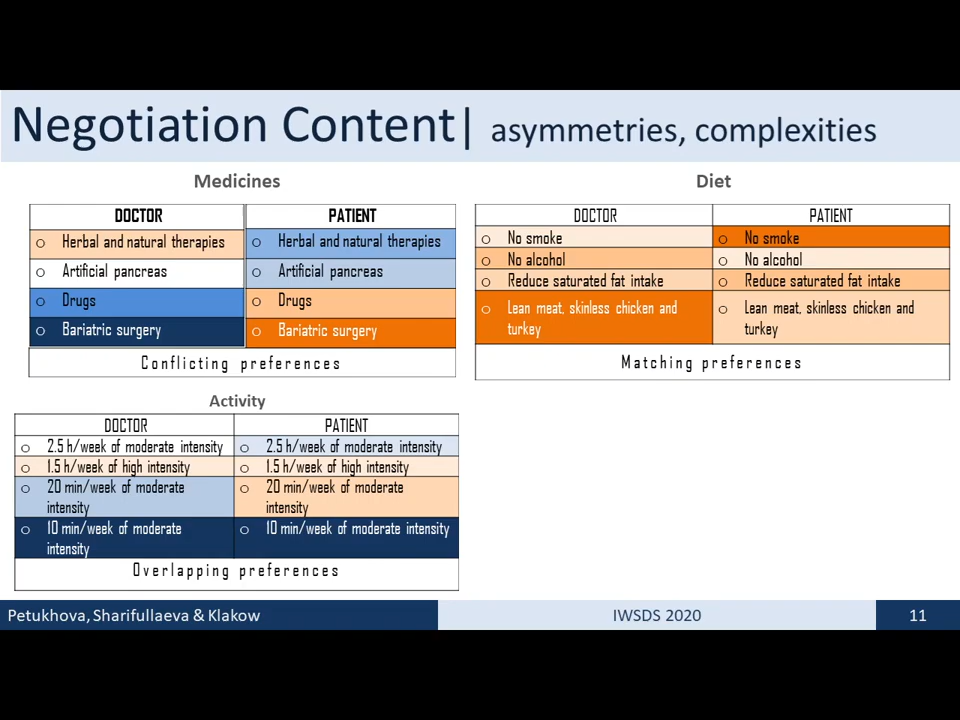 Negotiation Content| asymmetries, complexities
Medicines
DOCTOR PATIENT
o Herbal and natural therapies o Herbal and natural therapies
o Artificial pancreas o Artificial pancreas
o Drugs o Drugs
o Bariatric surgery o Bariatric surgery
Conflicting preferences
Diet
DOCTOR PATIENT
o No smoke o No smoke
o No alcohol o No alcohol
o Reduce saturated fat intake o Reduce saturated fat intake
o Lean meat, skinless chicken and o Lean meat, skinless chicken and
turkey turkey
Matching preferences
Activity
DOCTOR PATIENT
o 2.5 h/week of moderate intensity o 2.5 h/week of moderate intensity
o 1.5 h/week of high intensity o 1.5 h/week of high intensity
o 20 min/week of moderate o 20 min/week of moderate
intensity intensity
o 10 min/week of moderate o 10 min/week of moderate intensity
intensity
Overlapping preferences
Petukhova, Sharifullaeva & Klakow IWSDS 2020 11